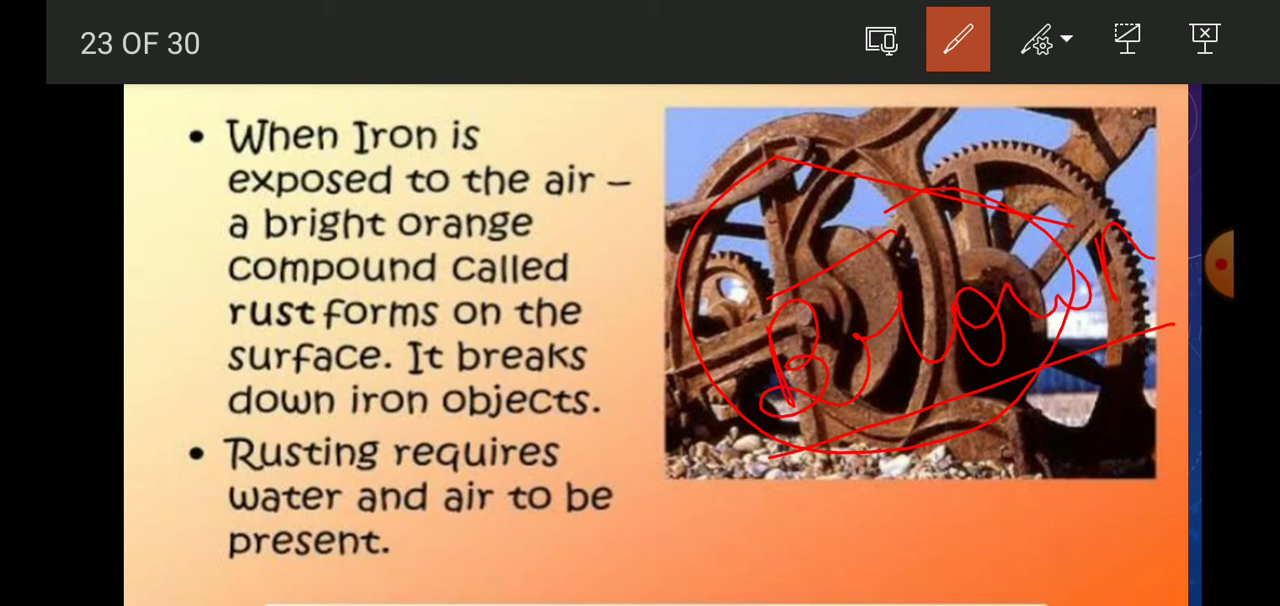 23 OF 30
• When Iron is
exposed to the air –
a bright orange
compound called
rust forms on the
surface. It breaks
down iron objects.
• Rusting requires
water and air to be
present.
Brown